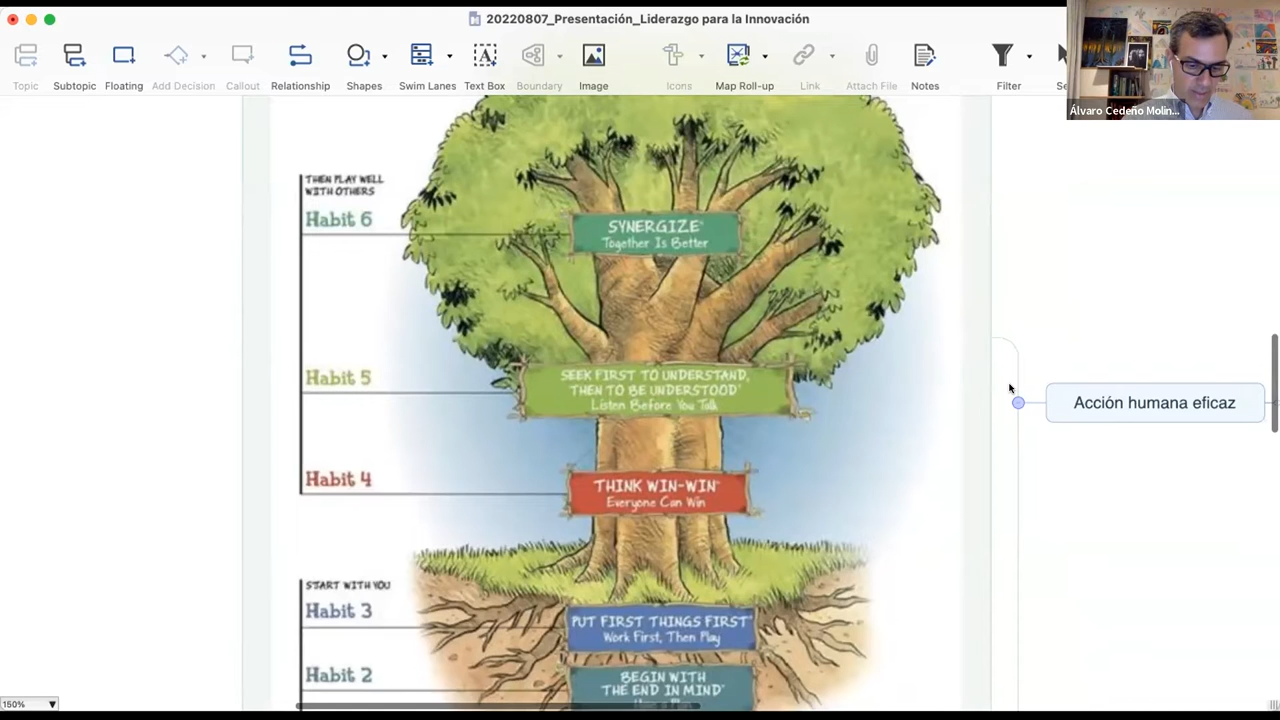 20220807_Presentación_Liderazgo para la Innovación
Topic
Subtopic
Floating
Add Decision
Callout
Relationship
Shapes
Swim Lanes
Text Box
Boundary
Image
Icons
Map Roll-up
Link
Attach File
Notes
Filter
Se
Álvaro Cedeño Molin...
THEN PLAY WELL
WITH OTHERS
Habit 6
SYNERGIZE
Together Is Better
Habit 5
SEEK FIRST TO UNDERSTAND,
THEN TO BE UNDERSTOOD
Listen Before You Talk
Acción humana eficaz
Habit 4
THINK WIN-WIN
Everyone Can Win
START WITH YOU
Habit 3
PUT FIRST THINGS FIRST
Work First, Then Play
Habit 2
BEGIN WITH
THE END IN MIND
150%